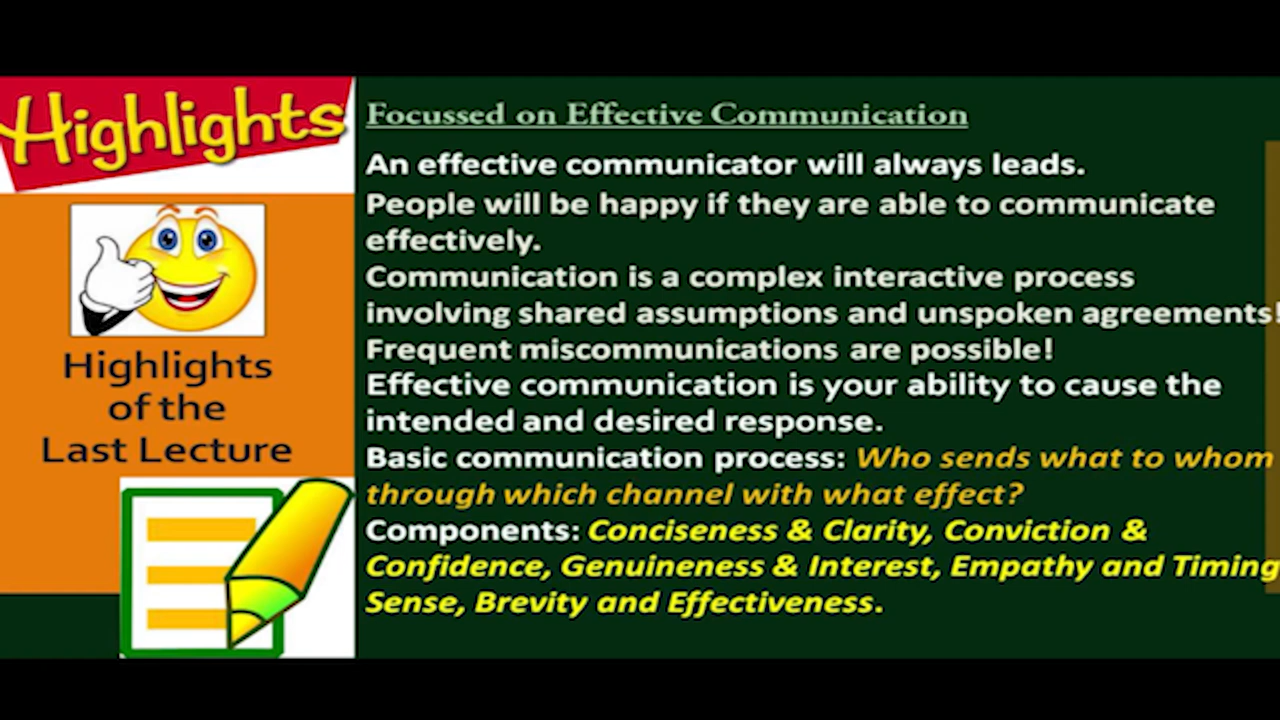 Highlights
Highlights
of the
Last Lecture
Focussed on Effective Communication
An effective communicator will always leads.
People will be happy if they are able to communicate
effectively.
Communication is a complex interactive process
involving shared assumptions and unspoken agreements!
Frequent miscommunications are possible!
Effective communication is your ability to cause the
intended and desired response.
Basic communication process: Who sends what to whom
through which channel with what effect?
Components: Conciseness & Clarity, Conviction &
Confidence, Genuineness & Interest, Empathy and Timing
Sense, Brevity and Effectiveness.